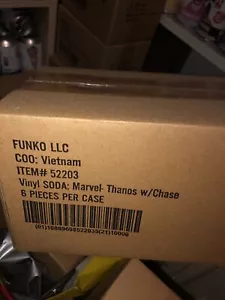 FUNKO LLC
COO: Vietnam
ITEM# 52203
Vinyl SODA: Marvel- Thanos w/Chase
6 PIECES PER CASE